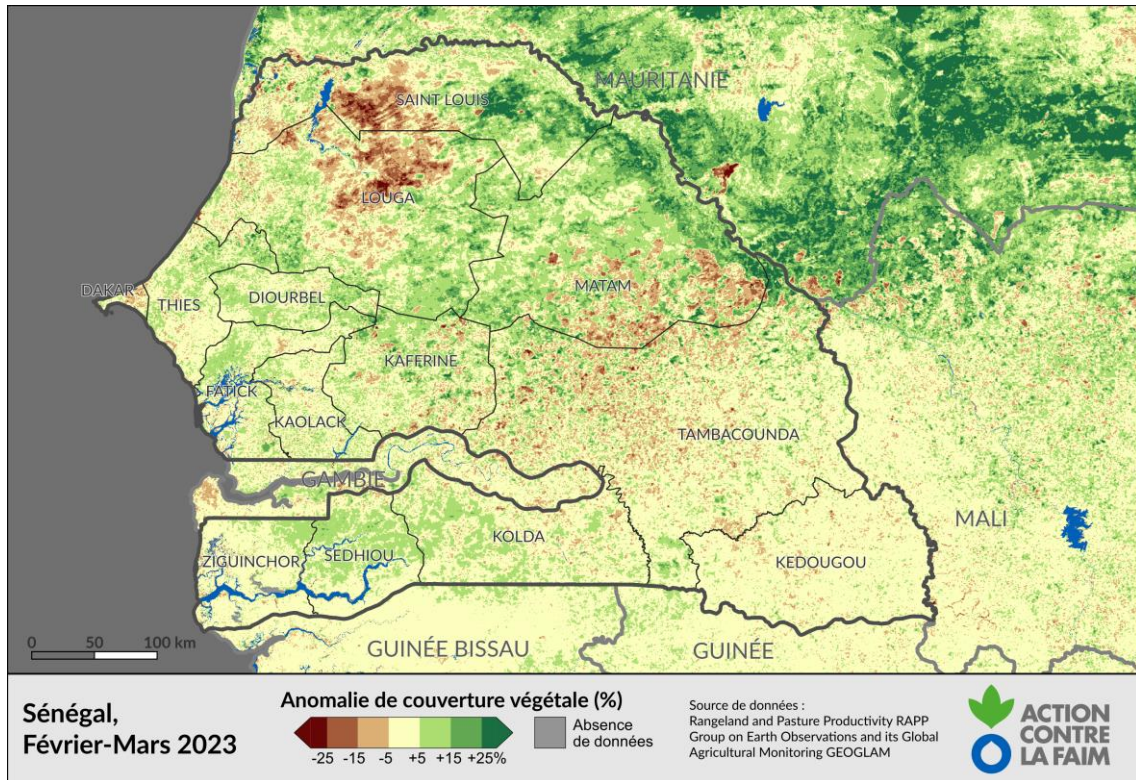 MAURITANIE
SAINT LOUIS
LOUGA
DAKAR
THIES
DIOURBEL
MATAM
KAFFRINE
FATICK
KAOLACK
TAMBACOUNDA
GAMBIE
MALI
ZIGUINCHOR
SEDHIOU
KOLDA
KEDOUGOU
GUINÉE BISSAU
GUINÉE
0 50 100 km
Sénégal,
Février-Mars 2023
Anomalie de couverture végétale (%)
-25 -15 -5 +5 +15 +25%
Absence
de données
Source de données :
Rangeland and Pasture Productivity RAPP
Group on Earth Observations and its Global
Agricultural Monitoring GEOGLAM
ACTION
CONTRE
LA FAIM